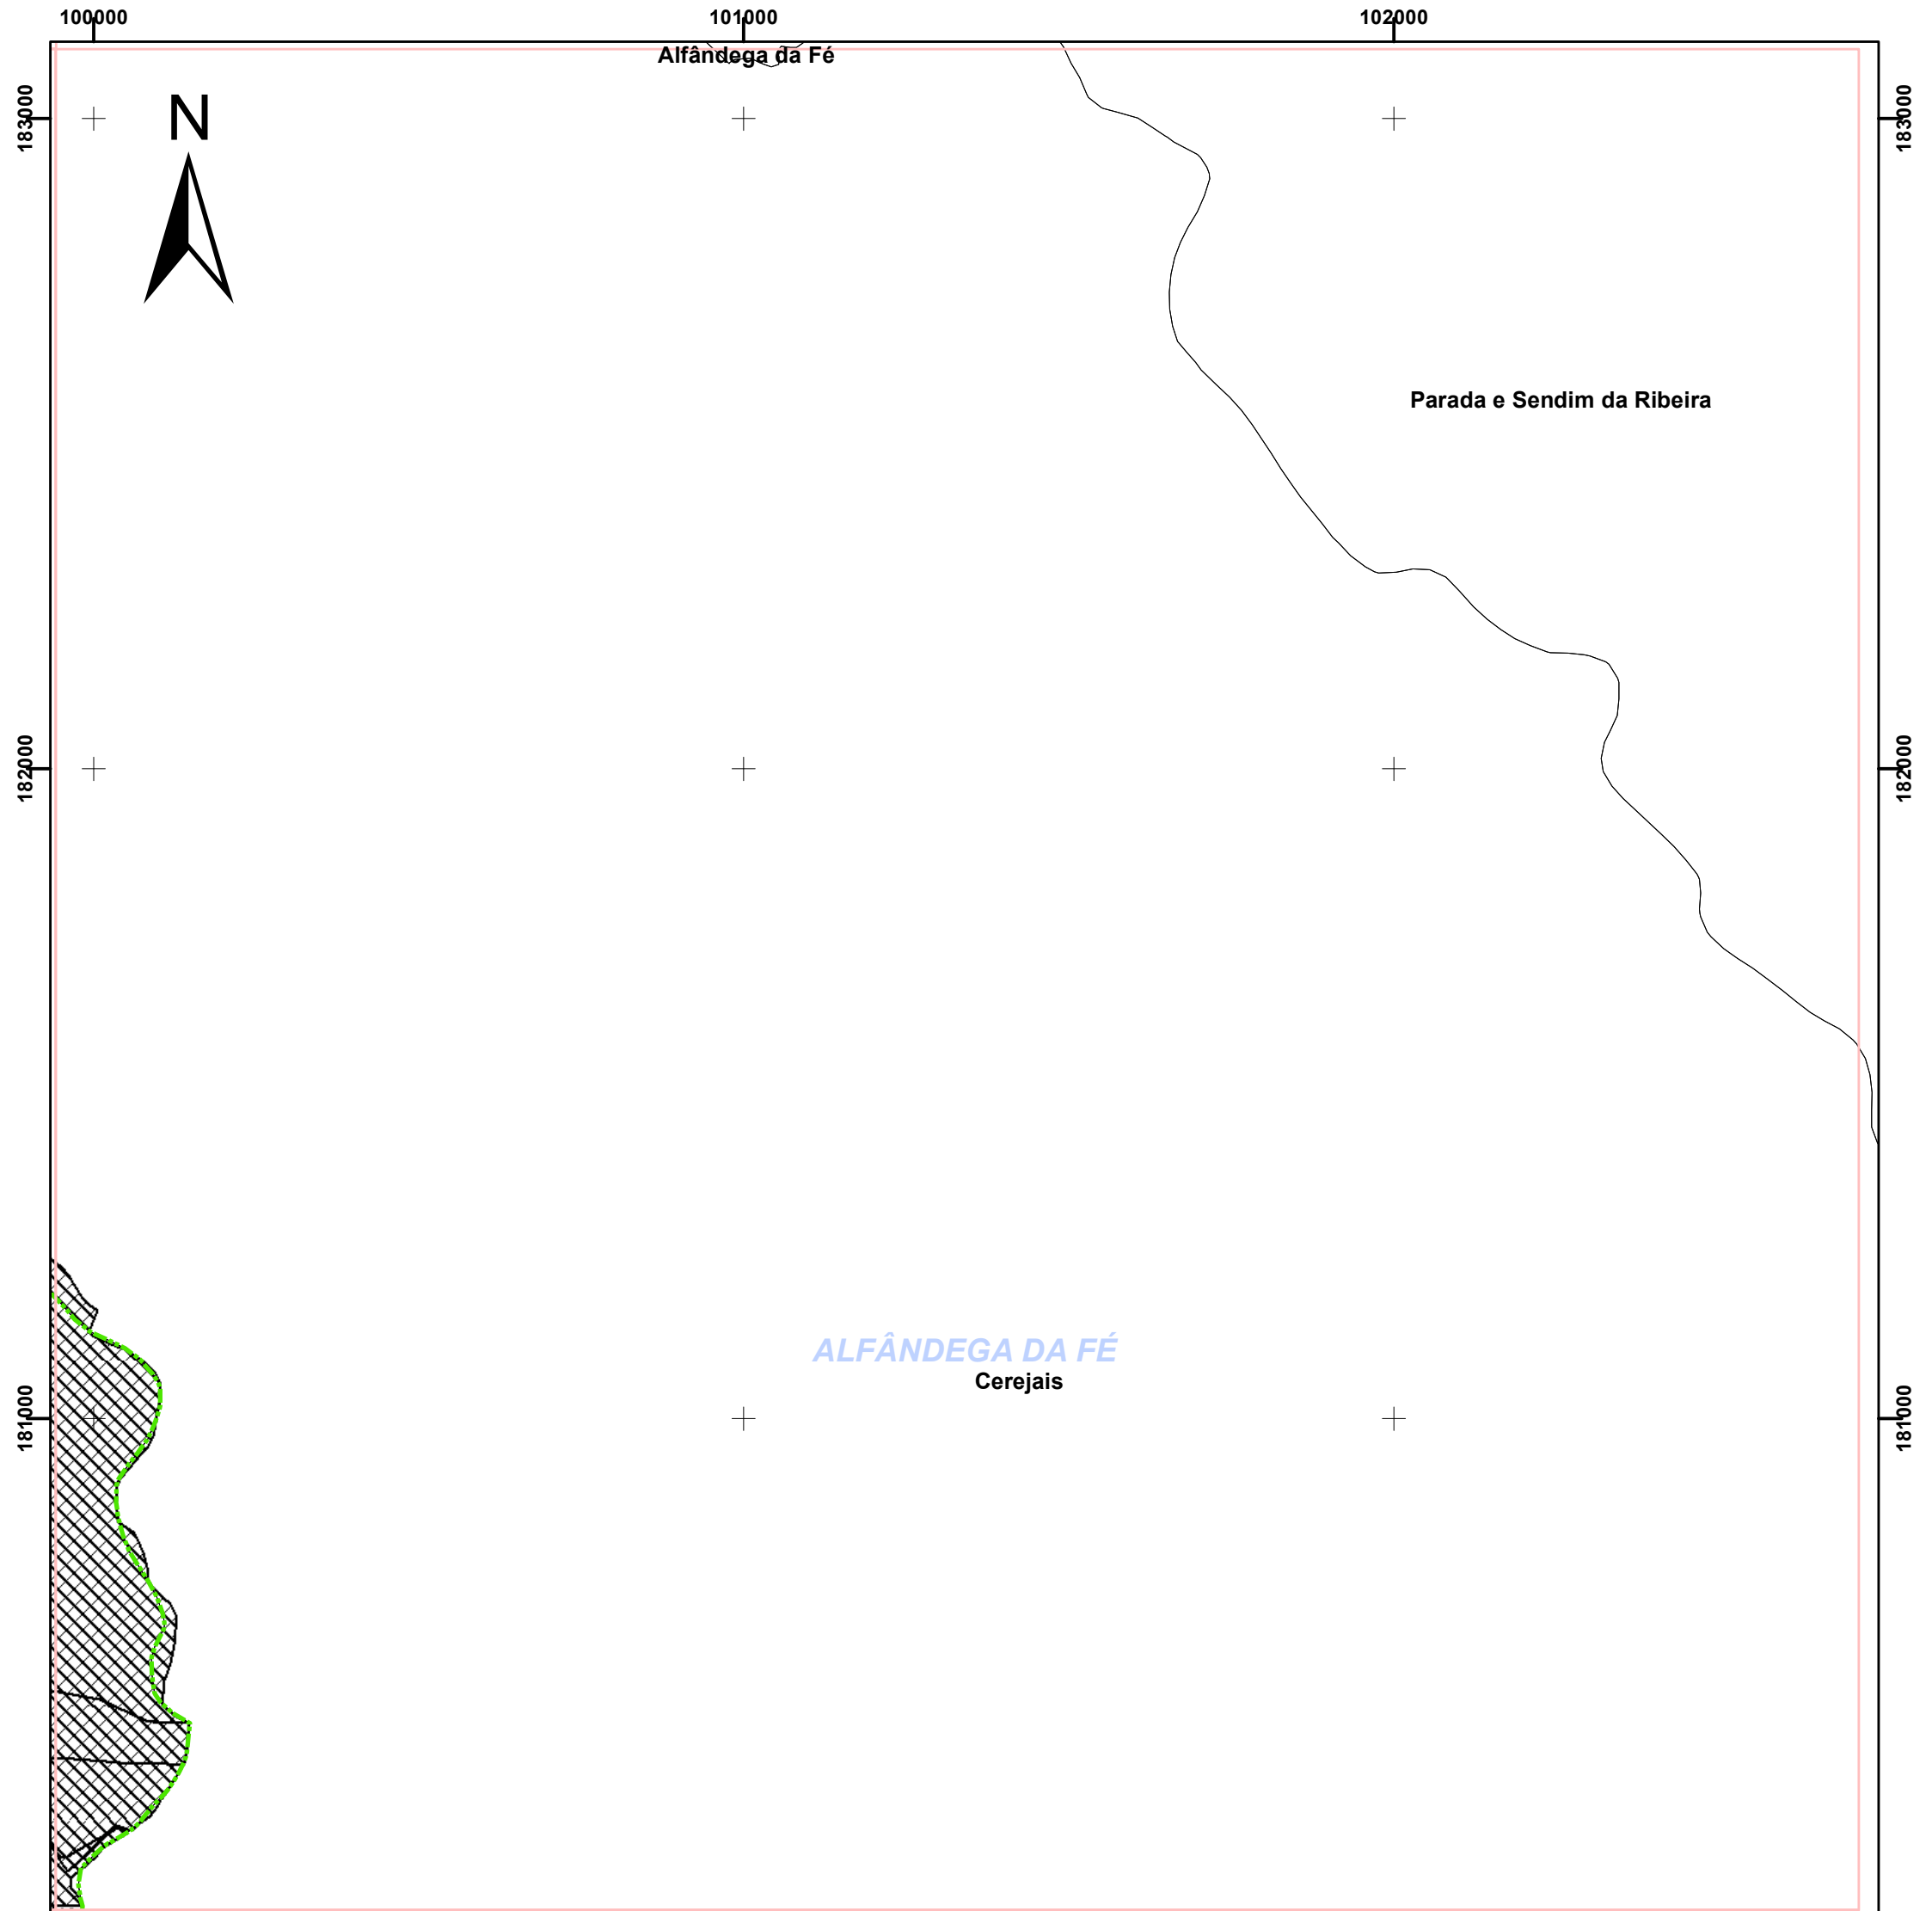 100000 101000 102000
Alfândega da Fé
183000 183000
N
Parada e Sendim da Ribeira
182000 182000
ALFÂNDEGA DA FÉ
Cerejais
181000 181000